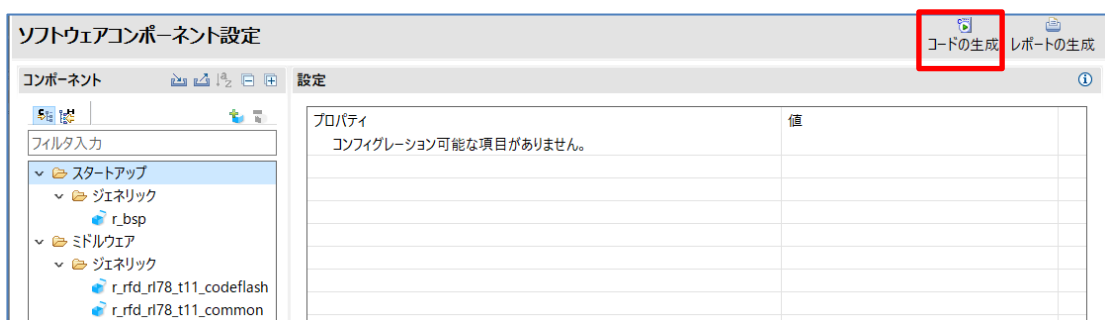 ソフトウェアコンポーネント設定
コードの生成 レポートの生成
コンポーネント
設定
フィルタ入力
プロパティ 値
コンフィグレーション可能な項目がありません。
スタートアップ
ジェネリック
r_bsp
ミドルウェア
ジェネリック
r_rfd_rl78_t11_codeflash
r_rfd_rl78_t11_common